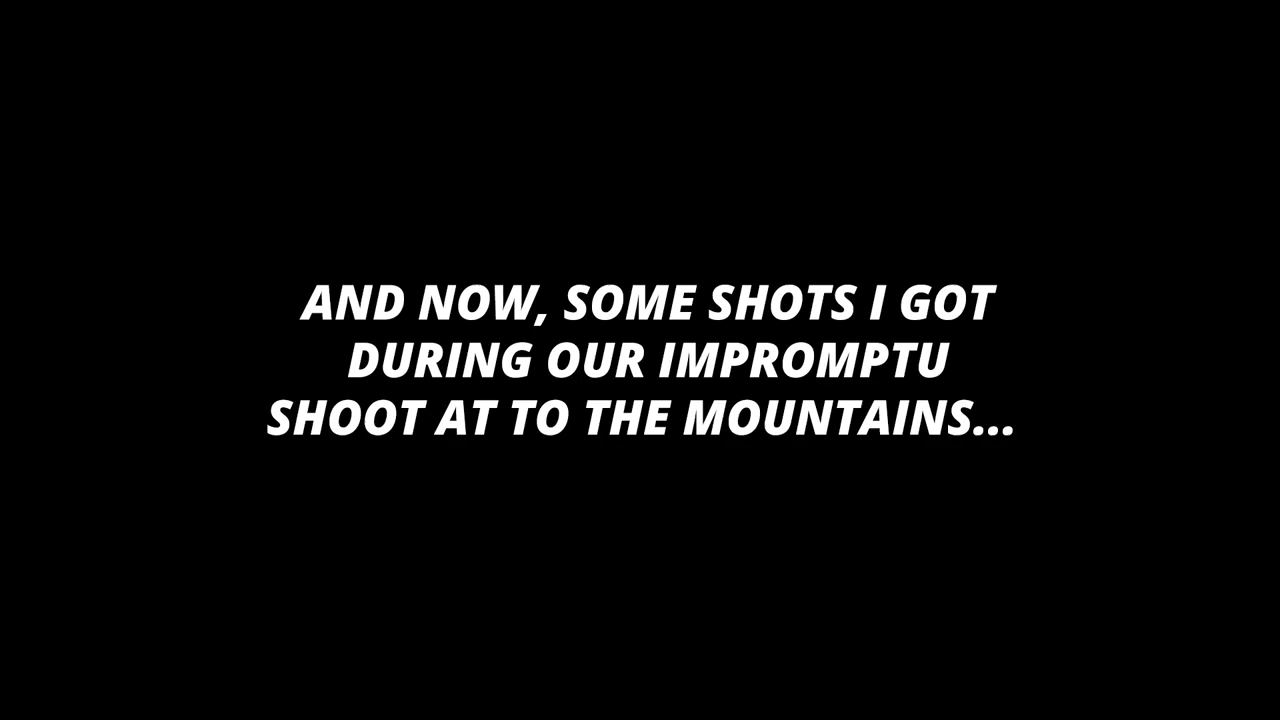 AND NOW, SOME SHOTS I GOT
DURING OUR IMPROMPTU
SHOOT AT TO THE MOUNTAINS...